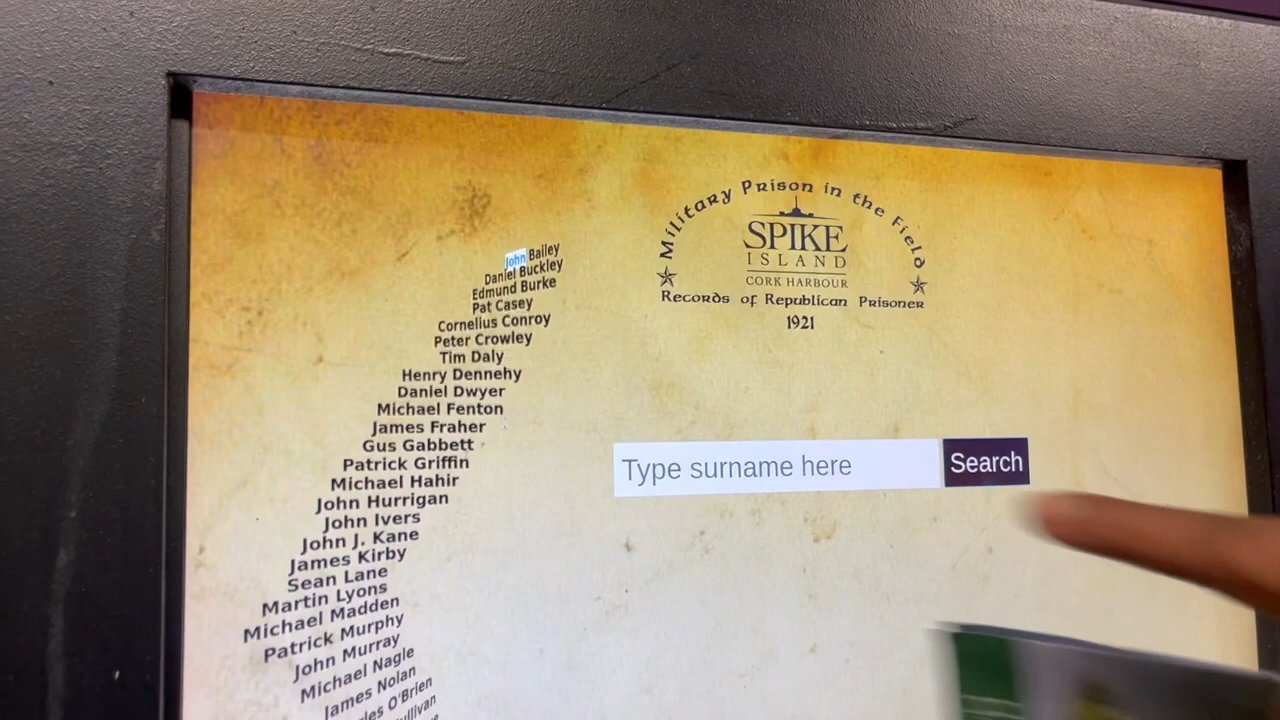 John Bailey
Daniel Buckley
Edmund Burke
Pat Casey
Cornelius Conroy
Peter Crowley
Tim Daly
Henry Dennehy
Daniel Dwyer
Michael Fenton
James Fraher
Gus Gabbett
Patrick Griffin
Michael Hahir
John Hurrigan
John Ivers
John J. Kane
James Kirby
Sean Lane
Martin Lyons
Michael Madden
Patrick Murphy
John Murray
Michael Nagle
James Nolan
O'Brien
Military Prison in the Field
SPIKE
ISLAND
CORK HARBOUR
Records of Republican Prisoner
1921
Type surname here
Search